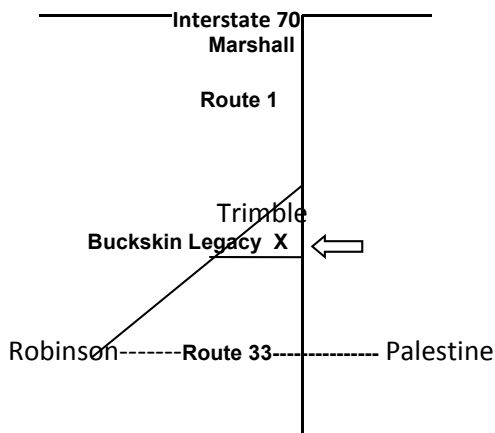 Interstate 70
Marshall
Route 1
Trimble
Buckskin Legacy X
Robinson-------Route 33--------------- Palestine